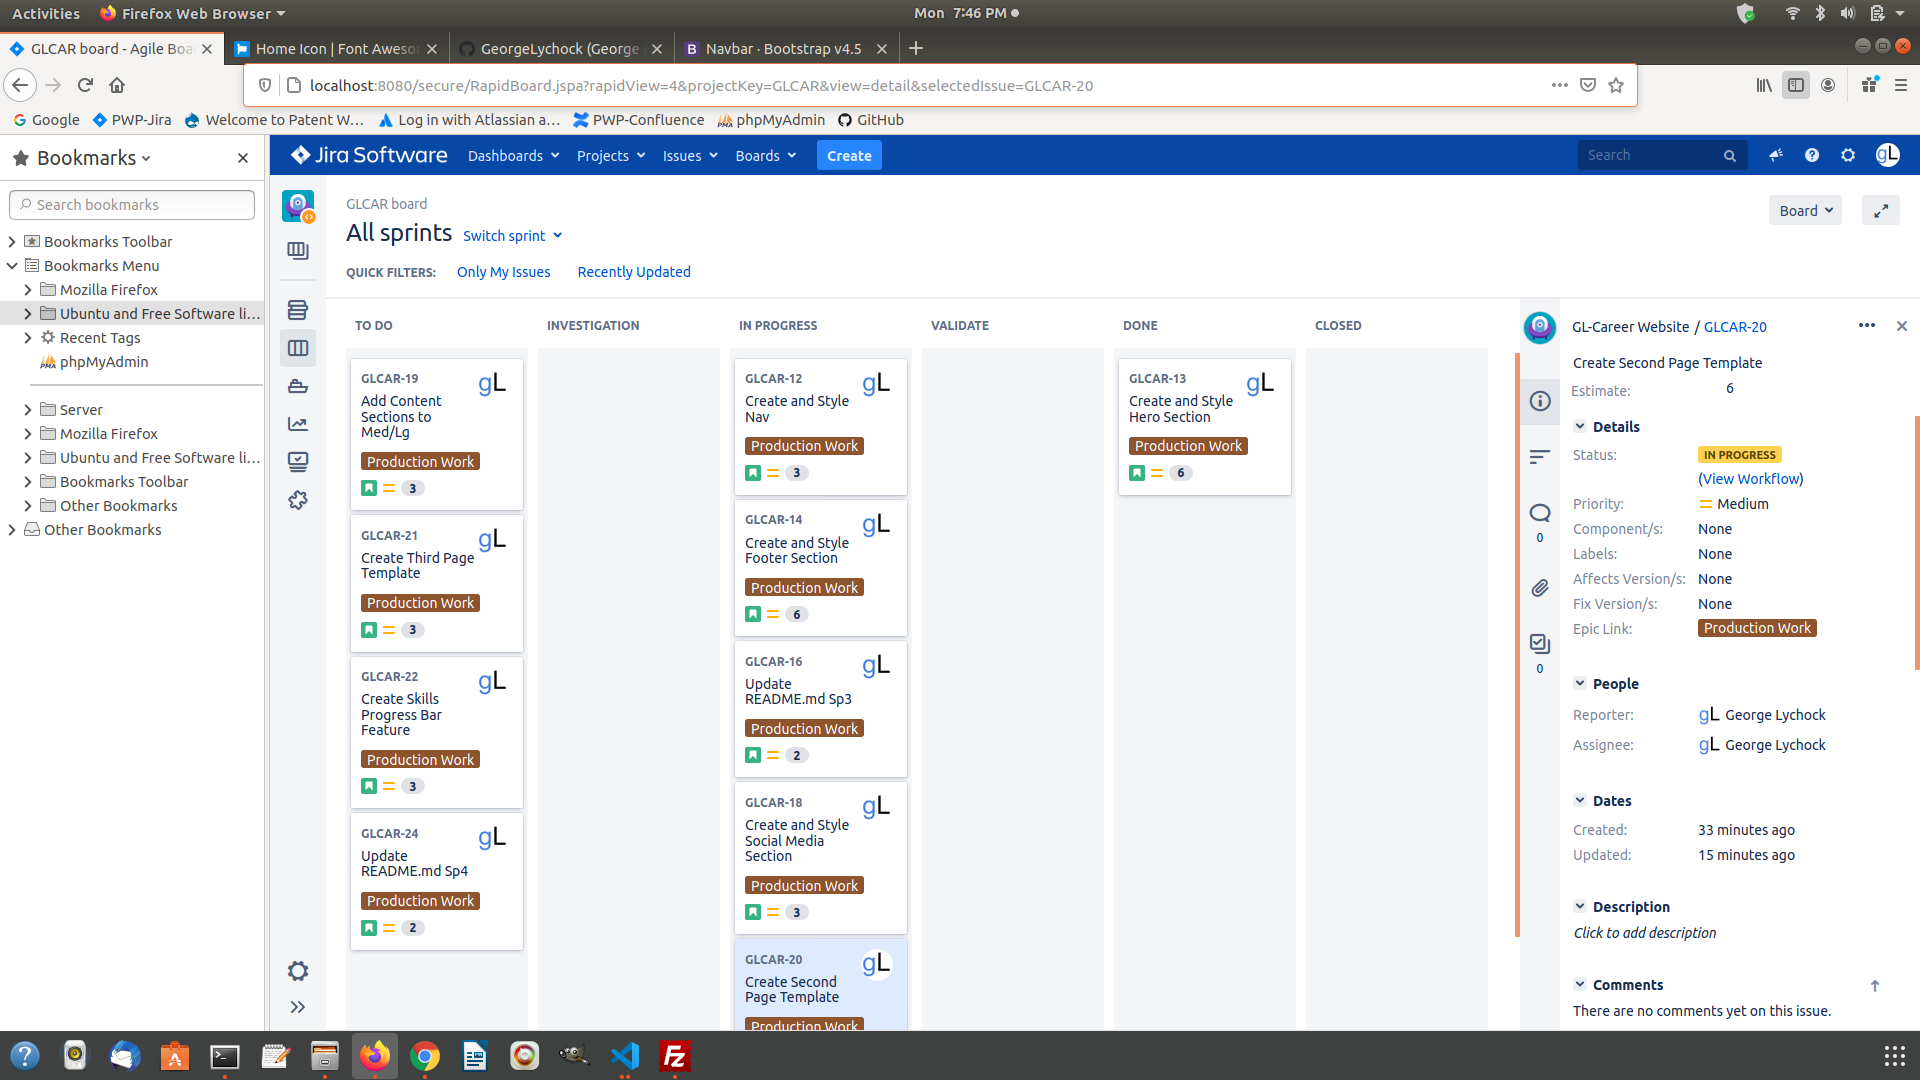 Activities
Firefox Web Browser
Mon 7:46 PM
GLCAR board - Agile Boa
Home Icon | Font Aweso
GeorgeLychock (George
Navbar · Bootstrap v4.5
localhost:8080/secure/RapidBoard.jspa?rapidView=4&projectKey=GLCAR&view=detail&selectedIssue=GLCAR-20
Google
PWP-Jira
Welcome to Patent W...
Log in with Atlassian a...
PWP-Confluence
phpMyAdmin
GitHub
Bookmarks
Search bookmarks
Bookmarks Toolbar
Bookmarks Menu
Mozilla Firefox
Ubuntu and Free Software li...
Recent Tags
phpMyAdmin
Server
Mozilla Firefox
Ubuntu and Free Software li...
Bookmarks Toolbar
Other Bookmarks
Other Bookmarks
Jira Software
Dashboards
Projects
Issues
Boards
Create
Search
gL
GLCAR board
All sprints
Switch sprint
Board
QUICK FILTERS:
Only My Issues
Recently Updated
TO DO
INVESTIGATION
IN PROGRESS
VALIDATE
DONE
CLOSED
GLCAR-19
gL
Add Content
Sections to
Med/Lg
Production Work
3
GLCAR-21
gL
Create Third Page
Template
Production Work
3
GLCAR-22
gL
Create Skills
Progress Bar
Feature
Production Work
3
GLCAR-24
gL
Update
README.md Sp4
Production Work
2
GLCAR-12
gL
Create and Style
Nav
Production Work
3
GLCAR-14
gL
Create and Style
Footer Section
Production Work
6
GLCAR-16
gL
Update
README.md Sp3
Production Work
2
GLCAR-18
gL
Create and Style
Social Media
Section
Production Work
3
GLCAR-20
gL
Create Second
Page Template
Production Work
GLCAR-13
gL
Create and Style
Hero Section
Production Work
6
0
0
GL-Career Website / GLCAR-20
Create Second Page Template
Estimate: 6
Details
Status: IN PROGRESS
(View Workflow)
Priority: Medium
Component/s: None
Labels: None
Affects Version/s: None
Fix Version/s: None
Epic Link: Production Work
People
Reporter: gL George Lychock
Assignee: gL George Lychock
Dates
Created: 33 minutes ago
Updated: 15 minutes ago
Description
Click to add description
Comments
There are no comments yet on this issue.